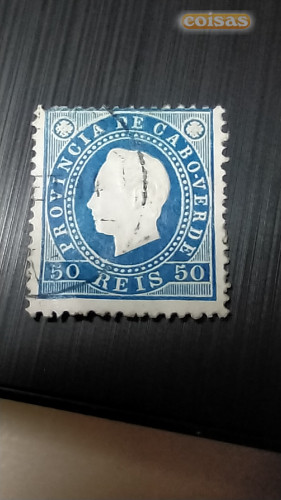 coisas
PROVINCIA DE CABO-VERDE
50 REIS 50